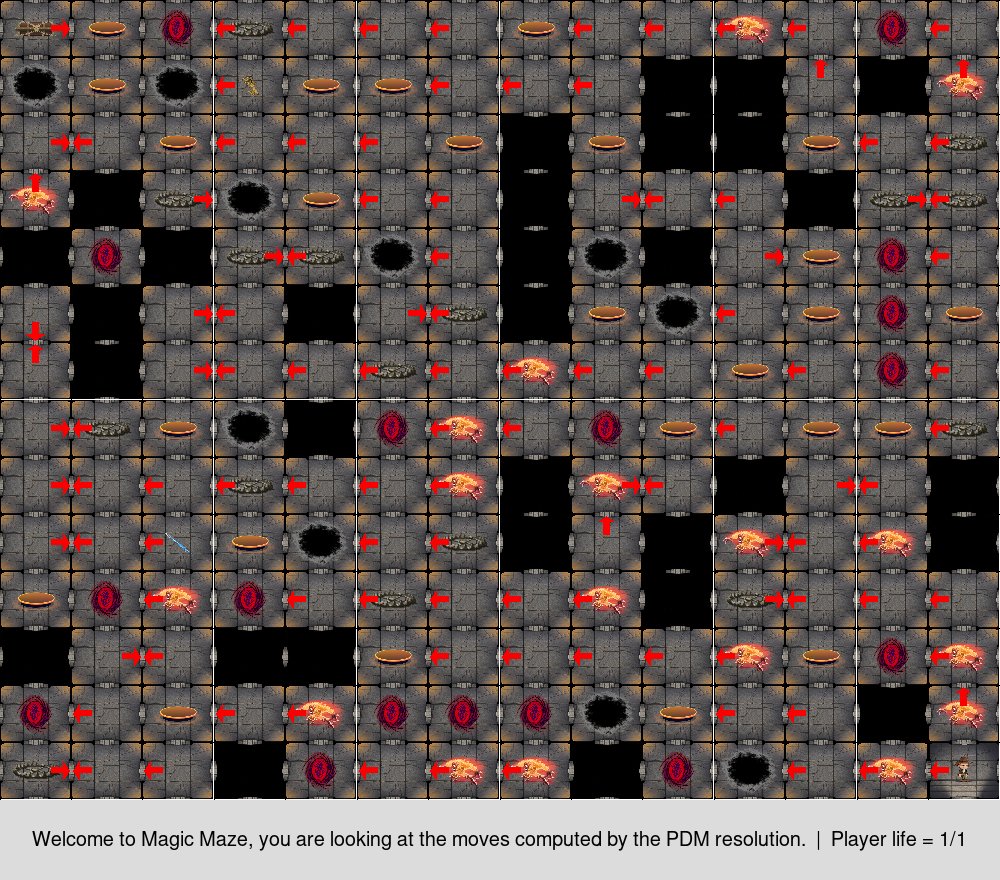 Welcome to Magic Maze, you are looking at the moves computed by the PDM resolution.  |  Player life = 1/1